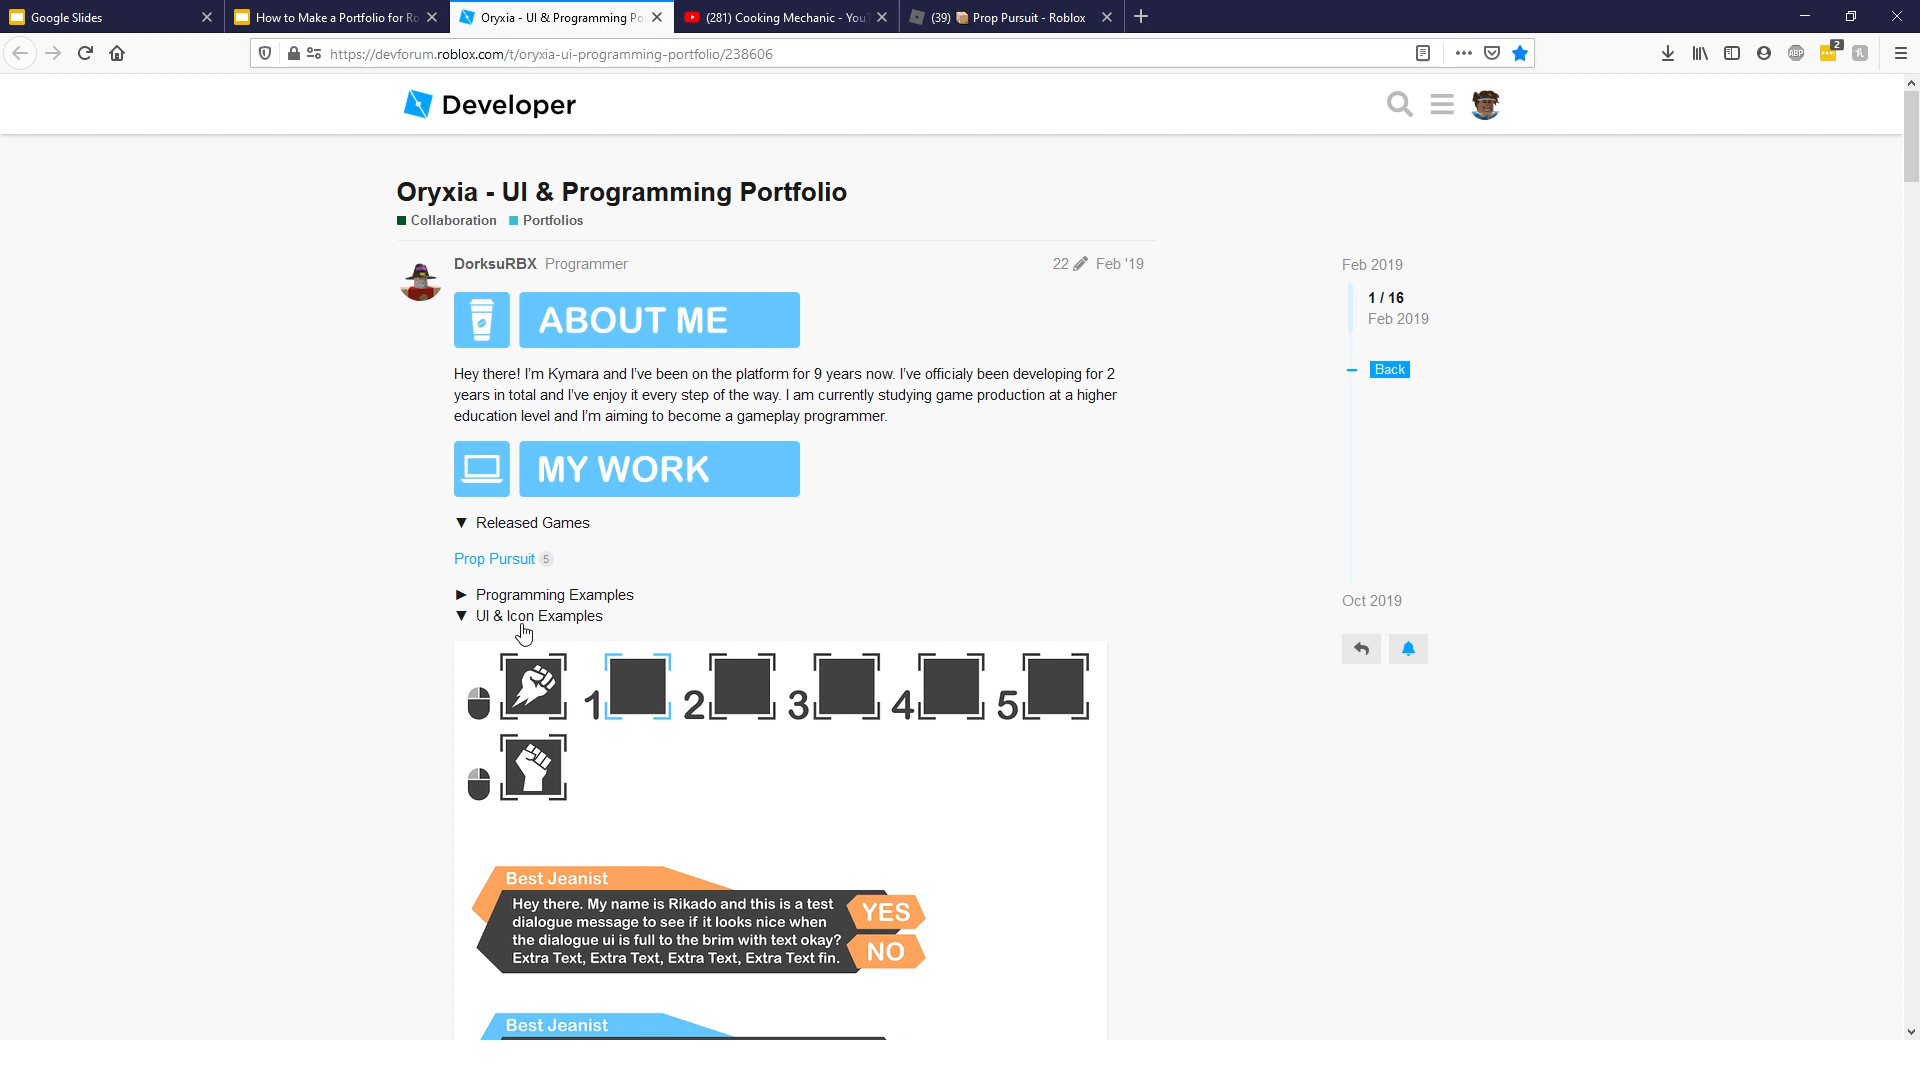 Google Slides
How to Make a Portfolio for Ro
Oryxia - UI & Programming Po
(281) Cooking Mechanic - YouT
(39) Prop Pursuit - Roblox
https://devforum.roblox.com/t/oryxia-ui-programming-portfolio/238606
ABP
2
Developer
Oryxia - UI & Programming Portfolio
Collaboration Portfolios
DorksuRBX Programmer
22 Feb '19
ABOUT ME
Hey there! I'm Kymara and I've been on the platform for 9 years now. I've officialy been developing for 2
years in total and I've enjoy it every step of the way. I am currently studying game production at a higher
education level and I'm aiming to become a gameplay programmer.
MY WORK
▼ Released Games
Prop Pursuit 5
▶ Programming Examples
▼ UI & Icon Examples
1 2 3 4 5
Best Jeanist
Hey there. My name is Rikado and this is a test
dialogue message to see if it looks nice when
the dialogue ui is full to the brim with text okay?
Extra Text, Extra Text, Extra Text, Extra Text fin.
YES
NO
Best Jeanist
Feb 2019
1 / 16
Feb 2019
Back
Oct 2019